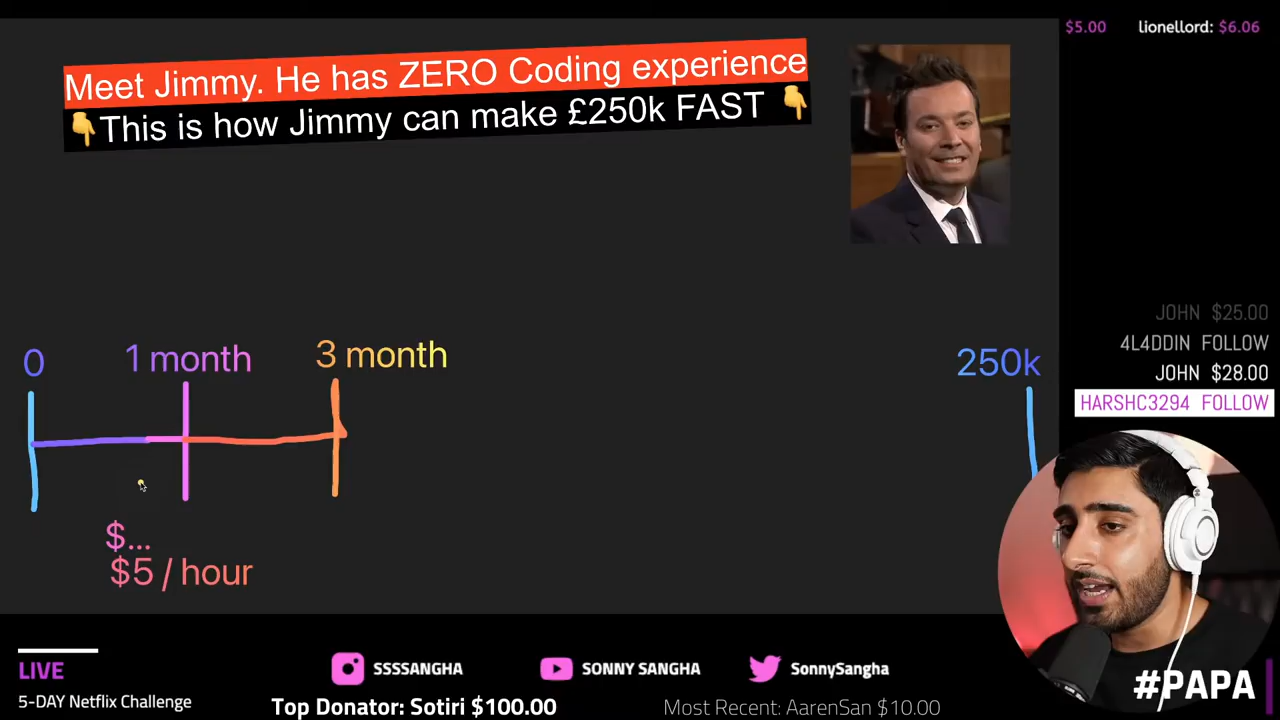 $5.00 lionellord: $6.06
Meet Jimmy. He has ZERO Coding experience
👇This is how Jimmy can make £250k FAST 👇
JOHN $25.00
4L4DDIN FOLLOW
JOHN $28.00
HARSHC3294 FOLLOW
0 1 month 3 month 250k
$...
$5 / hour
LIVE
5-DAY Netflix Challenge
SSSSANGHA SONNY SANGHA SonnySangha
Top Donator: Sotiri $100.00 Most Recent: AarenSan $10.00
#PAPA